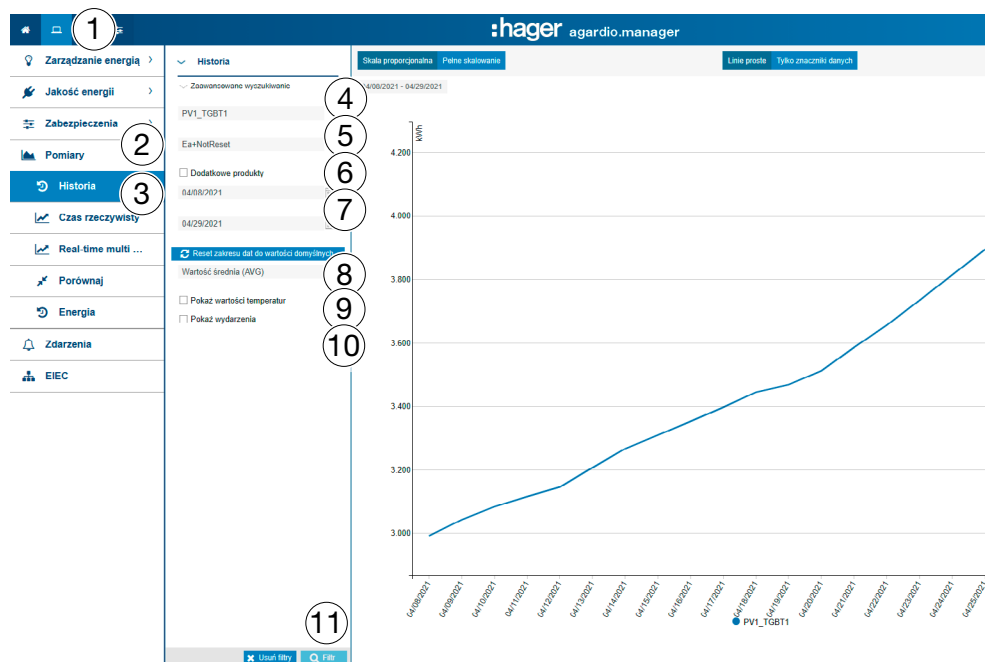 1
:hager agardio.manager
Zarządzanie energią
Jakość energii
Zabezpieczenia
2
Pomiary
Historia
3
Czas rzeczywisty
Real-time multi ...
Porównaj
Energia
Zdarzenia
EIEC
Historia
Zaawansowane wyszukiwanie
4
PV1_TGBT1
5
Ea+NotReset
6
Dodatkowe produkty
04/08/2021
7
04/29/2021
Reset zakresu dat do wartości domyślnych
Wartość średnia (AVG)
8
Pokaż wartości temperatur
9
Pokaż wydarzenia
10
11
Usuń filtry
Filtr
Skala proporcjonalna Pełne skalowanie
Linie proste Tylko znaczniki danych
04/08/2021 - 04/29/2021
kWh
4.200
4.000
3.800
3.600
3.400
3.200
3.000
04/08/2021
04/09/2021
04/10/2021
04/11/2021
04/12/2021
04/13/2021
04/14/2021
04/15/2021
04/16/2021
04/17/2021
04/18/2021
04/19/2021
04/20/2021
04/21/2021
04/22/2021
04/23/2021
04/24/2021
04/25/2021
PV1_TGBT1